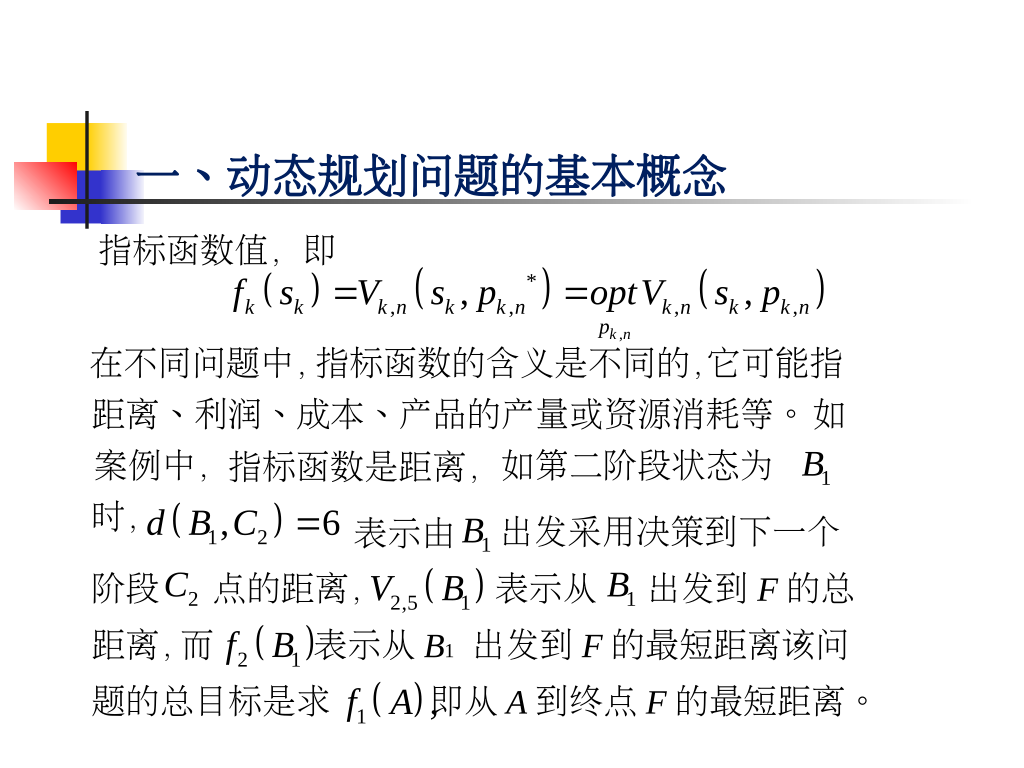 一、动态规划问题的基本概念
指标函数值，即
f_k(s_k)=V_{k,n}(s_k, p_{k,n}^*)=opt V_{k,n}(s_k, p_{k,n})
p_{k,n}
在不同问题中,指标函数的含义是不同的,它可能指
距离、利润、成本、产品的产量或资源消耗等。如
案例中，指标函数是距离，如第二阶段状态为 B_1
时, d(B_1,C_2)=6 表示由 B_1 出发采用决策到下一个
阶段 C_2 点的距离, V_{2,5}(B_1) 表示从 B_1 出发到 F 的总
距离,而 f_2(B_1)表示从 B1 出发到 F 的最短距离该问
题的总目标是求 f_1(A),即从 A 到终点 F 的最短距离。